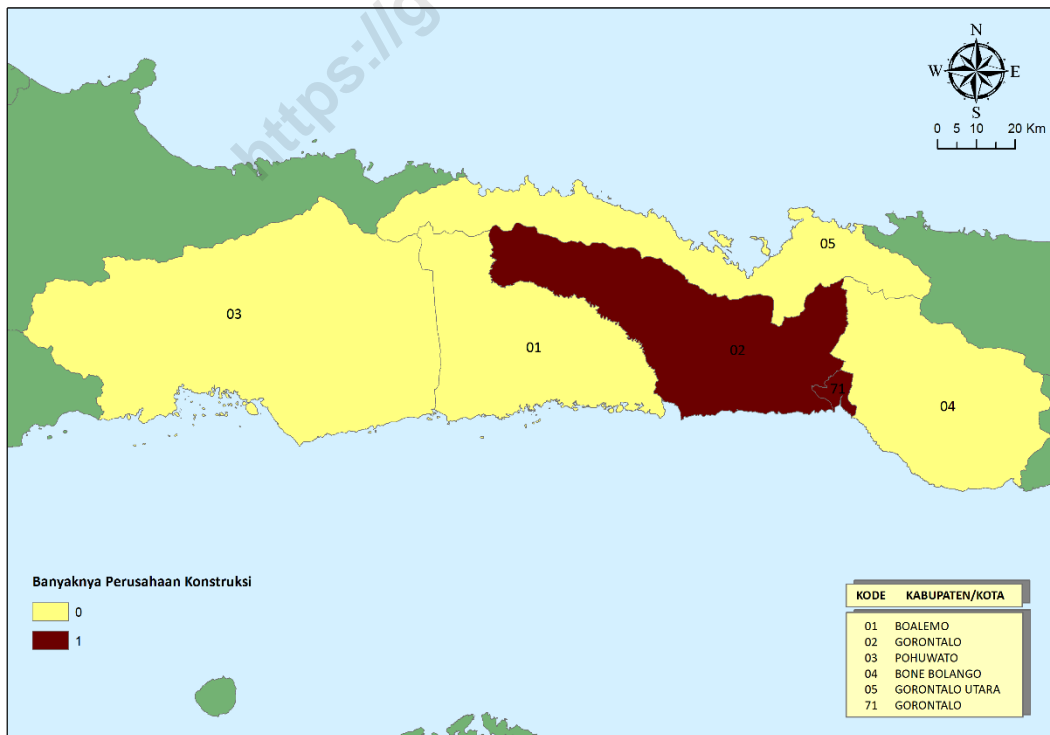 https://g
N
W E
S
0 5 10 20 Km
05
03
01
02
71
04
Banyaknya Perusahaan Konstruksi
0
1
KODE KABUPATEN/KOTA
01 BOALEMO
02 GORONTALO
03 POHUWATO
04 BONE BOLANGO
05 GORONTALO UTARA
71 GORONTALO